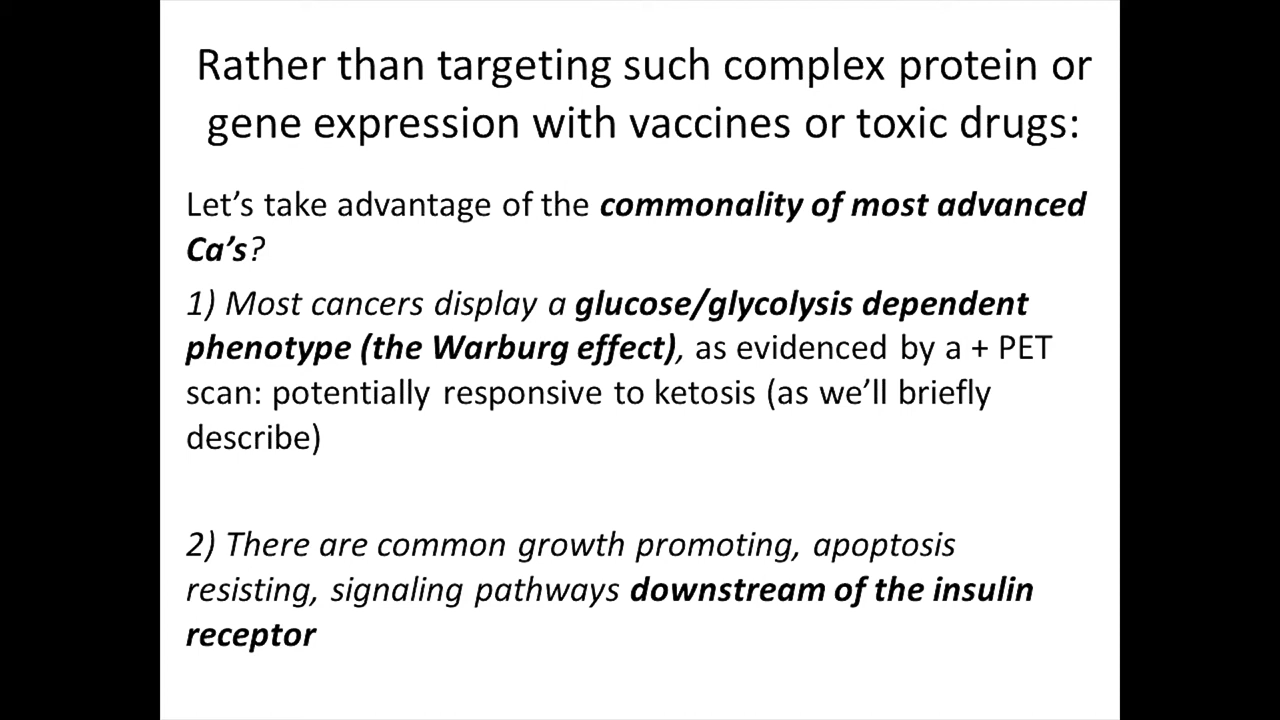 Rather than targeting such complex protein or
gene expression with vaccines or toxic drugs:
Let's take advantage of the commonality of most advanced
Ca's?
1) Most cancers display a glucose/glycolysis dependent
phenotype (the Warburg effect), as evidenced by a + PET
scan: potentially responsive to ketosis (as we'll briefly
describe)
2) There are common growth promoting, apoptosis
resisting, signaling pathways downstream of the insulin
receptor